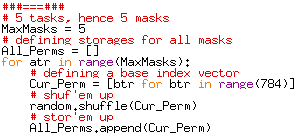 ###===###
# 5 tasks, hence 5 masks
MaxMasks = 5
# defining storages for all masks
All_Perms = []
for atr in range(MaxMasks):
    # defining a base index vector
    Cur_Perm = [btr for btr in range(784)]
    # shuf'em up
    random.shuffle(Cur_Perm)
    # stor'em up
    All_Perms.append(Cur_Perm)